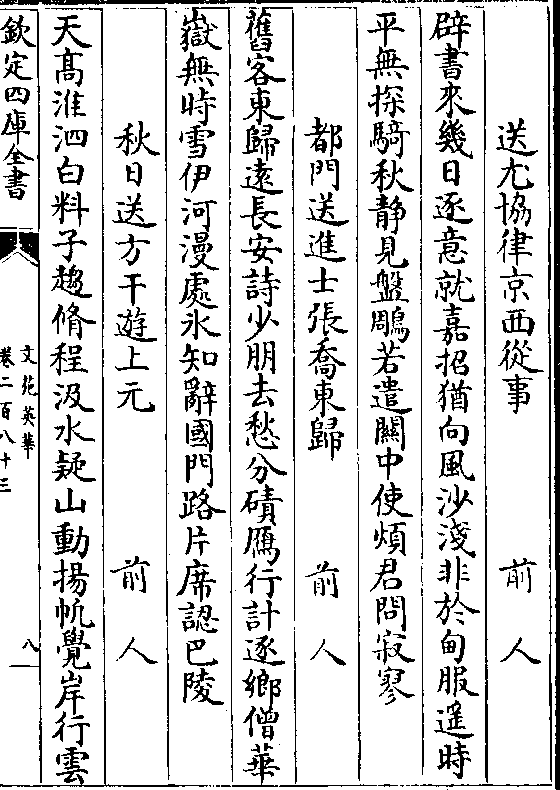 送尤協律京西從事　前人
辟書來幾日逐意就嘉招猶向風沙淺非於甸服遥時
平無探騎秋靜見盤鵰若遣關中使煩君問寂寥
都門送進士張喬東歸　前人
舊客東歸遠長安詩少朋去愁分磧鴈行計逐鄉僧華
嶽無時雪伊河漫處氷知辭國門路片席認巴陵
秋日送方干遊上元　前人
天髙淮泗白料子趨脩程汲水疑山動揚帆覺岸行雲
欽定四庫全書
文苑英華
卷二百八十三
八